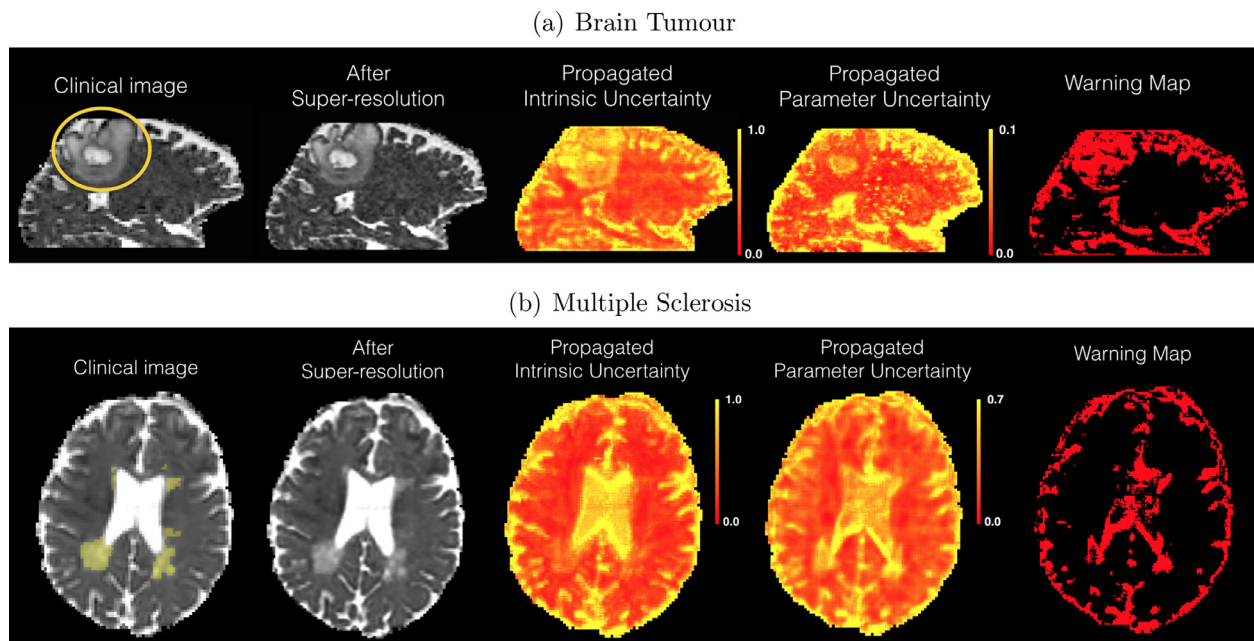 (a) Brain Tumour
Clinical image
After
Super-resolution
Propagated
Intrinsic Uncertainty
Propagated
Parameter Uncertainty
Warning Map
1.0
0.0
0.1
0.0
(b) Multiple Sclerosis
Clinical image
After
Super-resolution
Propagated
Intrinsic Uncertainty
Propagated
Parameter Uncertainty
Warning Map
1.0
0.0
0.7
0.0